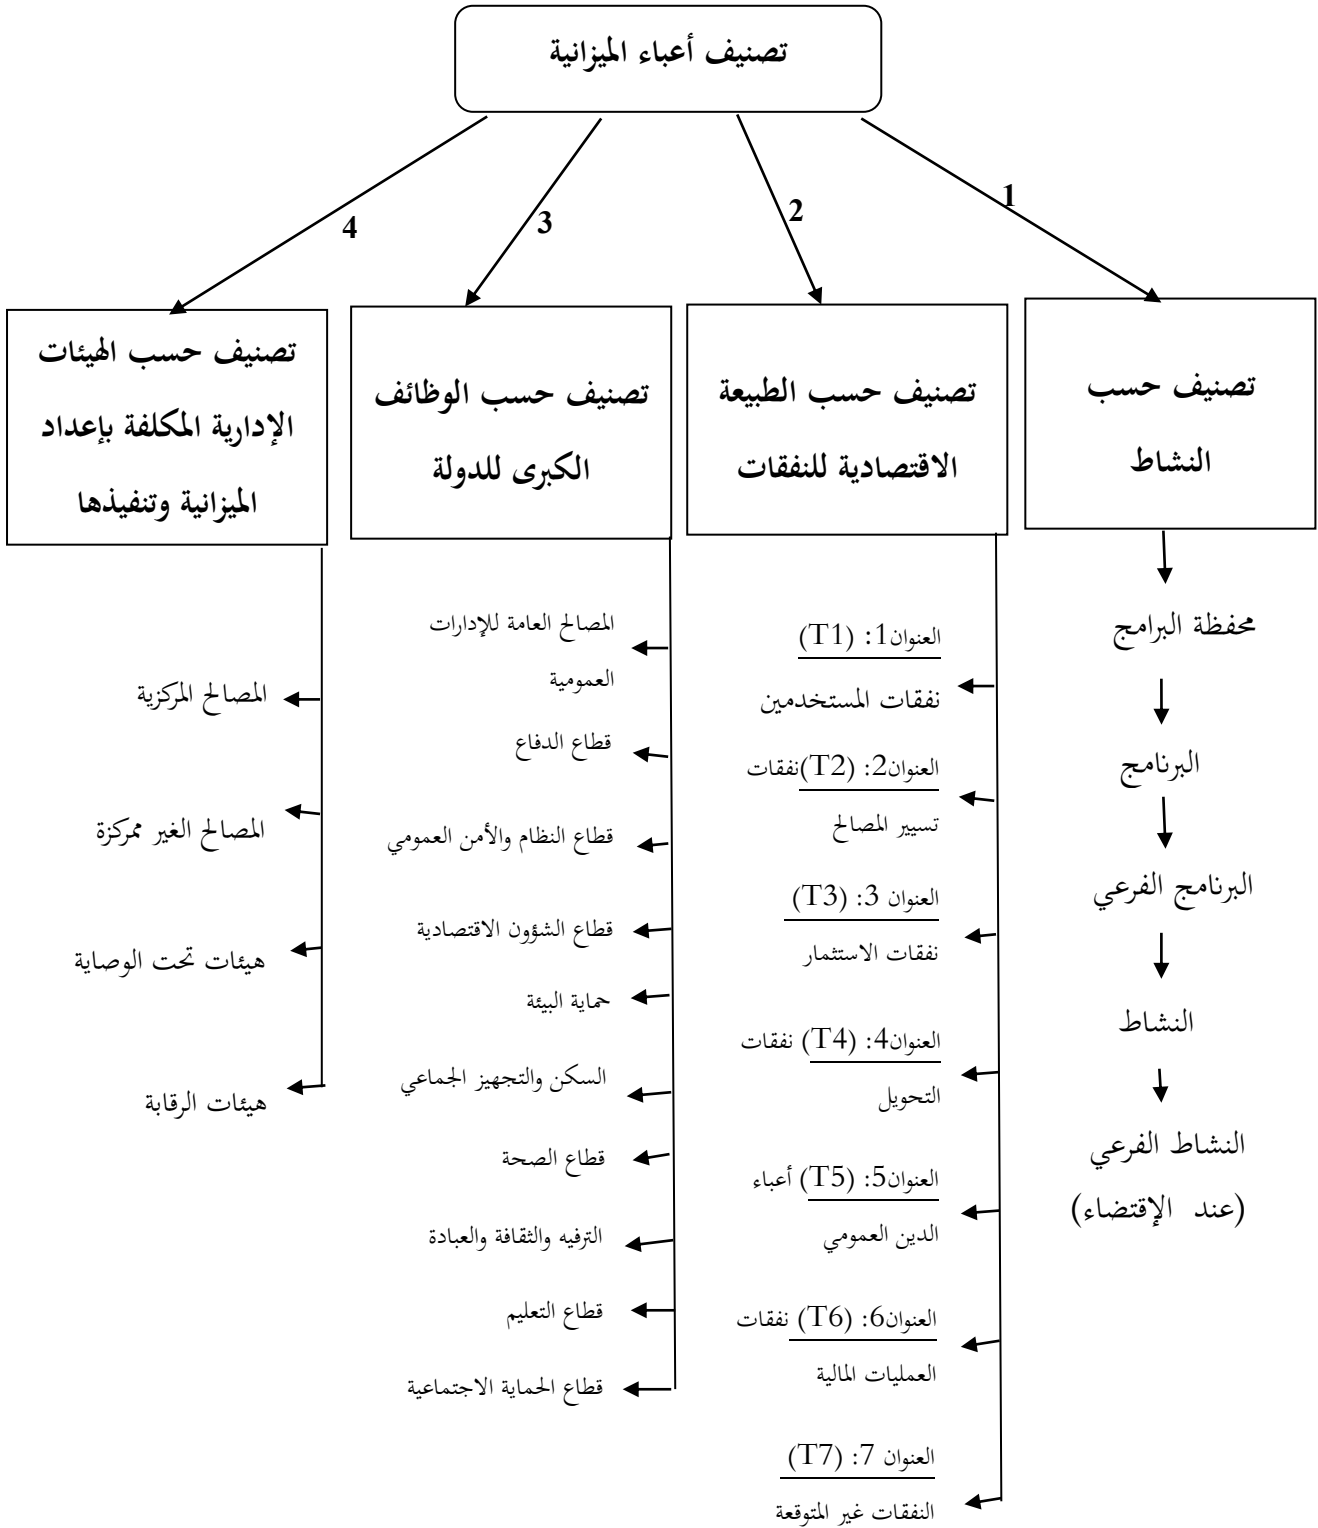 تصنيف أعباء الميزانية
1
2
3
4
تصنيف حسب
النشاط
محفظة البرامج
البرنامج
البرنامج الفرعي
النشاط
النشاط الفرعي
(عند الإقتضاء)
تصنيف حسب الطبيعة
الاقتصادية للنفقات
العنوان1: (T1)
نفقات المستخدمين
العنوان2: (T2)نفقات
تسيير المصالح
العنوان 3: (T3)
نفقات الاستثمار
العنوان4: (T4) نفقات
التحويل
العنوان5: (T5) أعباء
الدين العمومي
العنوان6: (T6) نفقات
العمليات المالية
العنوان 7: (T7)
النفقات غير المتوقعة
تصنيف حسب الوظائف
الكبرى للدولة
المصالح العامة للإدارات
العمومية
قطاع الدفاع
قطاع النظام والأمن العمومي
قطاع الشؤون الاقتصادية
حماية البيئة
السكن والتجهيز الجماعي
قطاع الصحة
الترفيه والثقافة والعبادة
قطاع التعليم
قطاع الحماية الاجتماعية
تصنيف حسب الهيئات
الإدارية المكلفة بإعداد
الميزانية وتنفيذها
المصالح المركزية
المصالح الغير ممركزة
هيئات تحت الوصاية
هيئات الرقابة